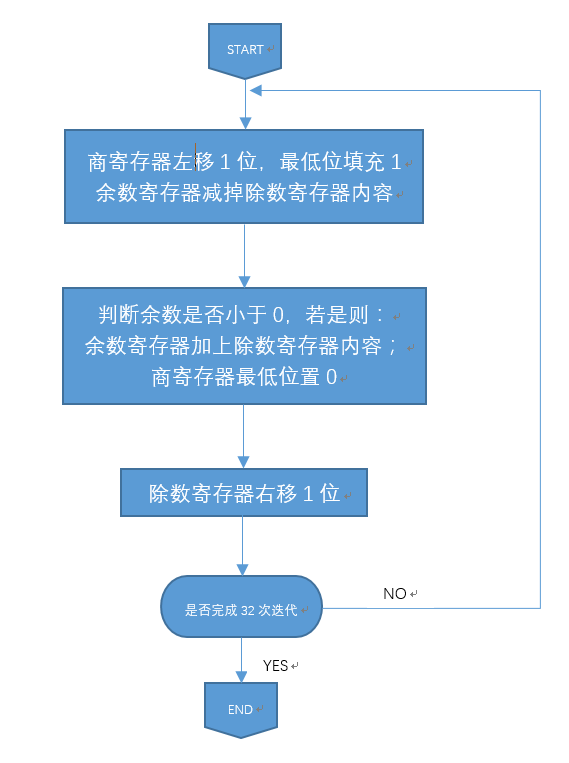 START
商寄存器左移1位，最低位填充1
余数寄存器减掉除数寄存器内容
判断余数是否小于0，若是则：
余数寄存器加上除数寄存器内容；
商寄存器最低位置0
除数寄存器右移1位
是否完成32次迭代
NO
YES
END